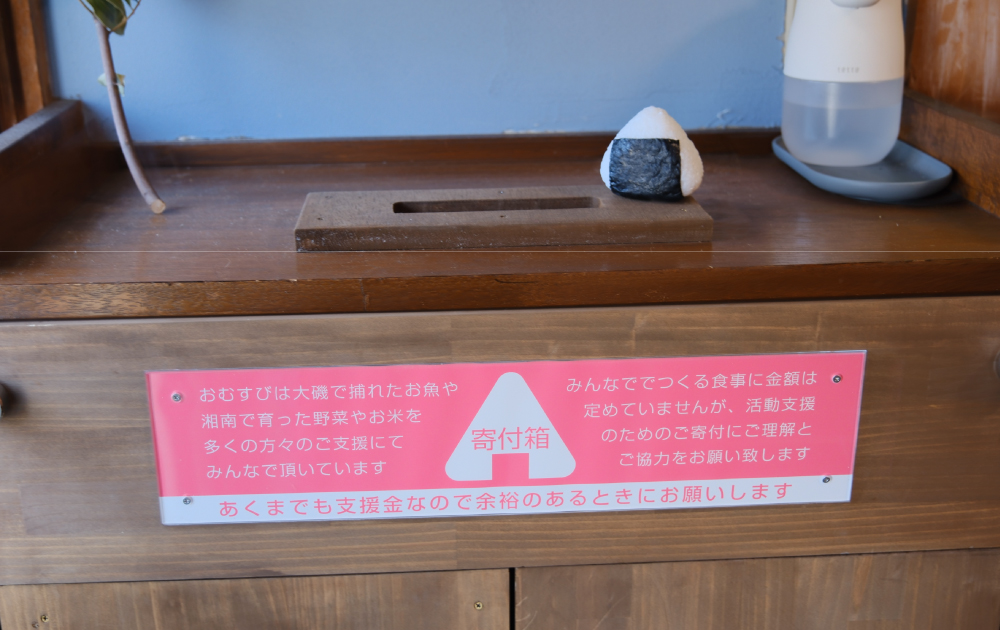 おむすびは大磯で捕れたお魚や
湘南で育った野菜やお米を
多くの方々のご支援にて
みんなで頂いています
寄付箱
みんなででつくる食事に金額は
定めていませんが、活動支援
のためのご寄付にご理解と
ご協力をお願い致します
あくまでも支援金なので余裕のあるときにお願いします